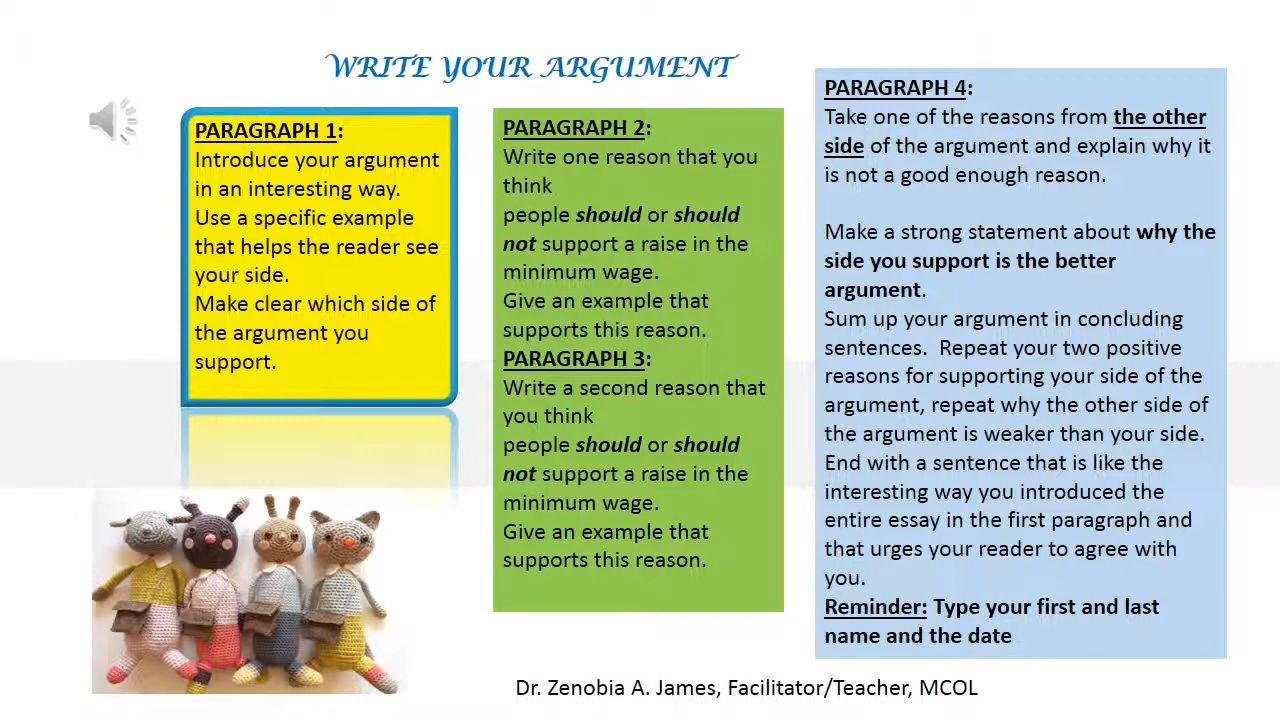 WRITE YOUR ARGUMENT
PARAGRAPH 1:
Introduce your argument
in an interesting way.
Use a specific example
that helps the reader see
your side.
Make clear which side of
the argument you
support.
PARAGRAPH 2:
Write one reason that you
think
people should or should
not support a raise in the
minimum wage.
Give an example that
supports this reason.
PARAGRAPH 3:
Write a second reason that
you think
people should or should
not support a raise in the
minimum wage.
Give an example that
supports this reason.
PARAGRAPH 4:
Take one of the reasons from the other
side of the argument and explain why it
is not a good enough reason.
Make a strong statement about why the
side you support is the better
argument.
Sum up your argument in concluding
sentences.  Repeat your two positive
reasons for supporting your side of the
argument, repeat why the other side of
the argument is weaker than your side.
End with a sentence that is like the
interesting way you introduced the
entire essay in the first paragraph and
that urges your reader to agree with
you.
Reminder: Type your first and last
name and the date
Dr. Zenobia A. James, Facilitator/Teacher, MCOL